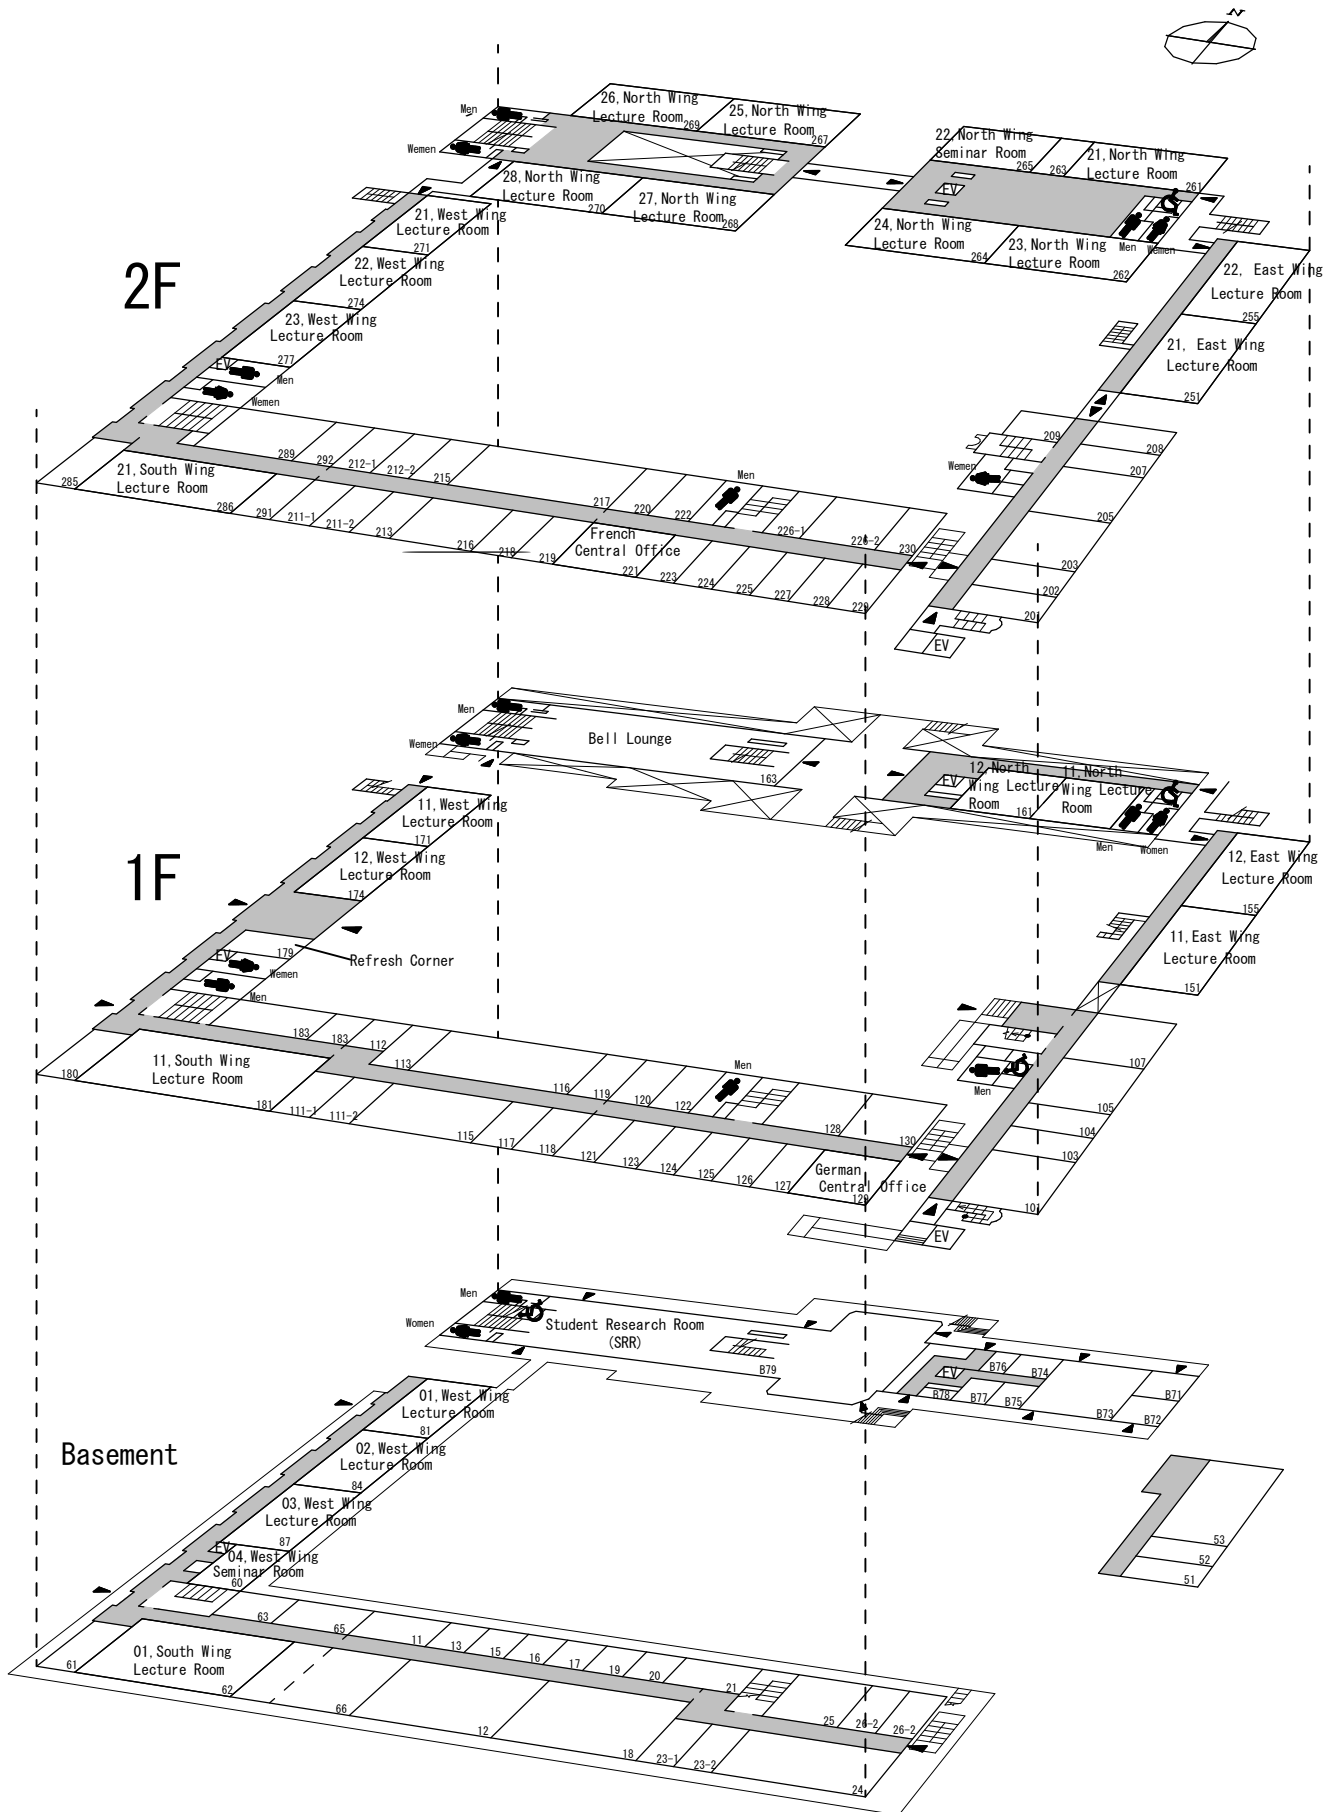 N
2F
Men
Wemen
26, North Wing
Lecture Room
269
25, North Wing
Lecture Room
267
28, North Wing
Lecture Room
270
27, North Wing
Lecture Room
268
22, North Wing
Seminar Room
265
263
21, North Wing
Lecture Room
261
EV
24, North Wing
Lecture Room
264
23, North Wing
Lecture Room
262
Men
Wemen
21, West Wing
Lecture Room
271
22, West Wing
Lecture Room
274
23, West Wing
Lecture Room
277
EV
Men
Wemen
22, East Wing
Lecture Room
255
21, East Wing
Lecture Room
251
209
208
207
Wemen
205
203
202
201
EV
285
21, South Wing
Lecture Room
286
289
292
212-1
212-2
215
217
220
222
Men
226-1
226-2
230
291
211-1
211-2
213
216
218
219
French
Central Office
221
223
224
225
227
228
229
1F
Men
Women
Bell Lounge
163
EV
12, North
Wing Lecture
Room
161
11, North
Wing Lecture
Room
Men
Women
11, West Wing
Lecture Room
171
12, West Wing
Lecture Room
174
Refresh Corner
179
EV
Women
Men
12, East Wing
Lecture Room
155
11, East Wing
Lecture Room
151
107
105
104
103
101
Men
EV
180
11, South Wing
Lecture Room
181
183
183
112
113
116
119
120
122
Men
128
130
111-1
111-2
115
117
118
121
123
124
125
126
127
German
Central Office
129
Basement
Men
Women
Student Research Room
(SRR)
B79
B76
B74
EV
B78
B77
B75
B73
B71
B72
01, West Wing
Lecture Room
81
02, West Wing
Lecture Room
84
03, West Wing
Lecture Room
87
EV
04, West Wing
Seminar Room
60
53
52
51
61
01, South Wing
Lecture Room
62
63
65
11
13
15
16
17
19
20
21
25
26-2
26-2
66
12
18
23-1
23-2
24